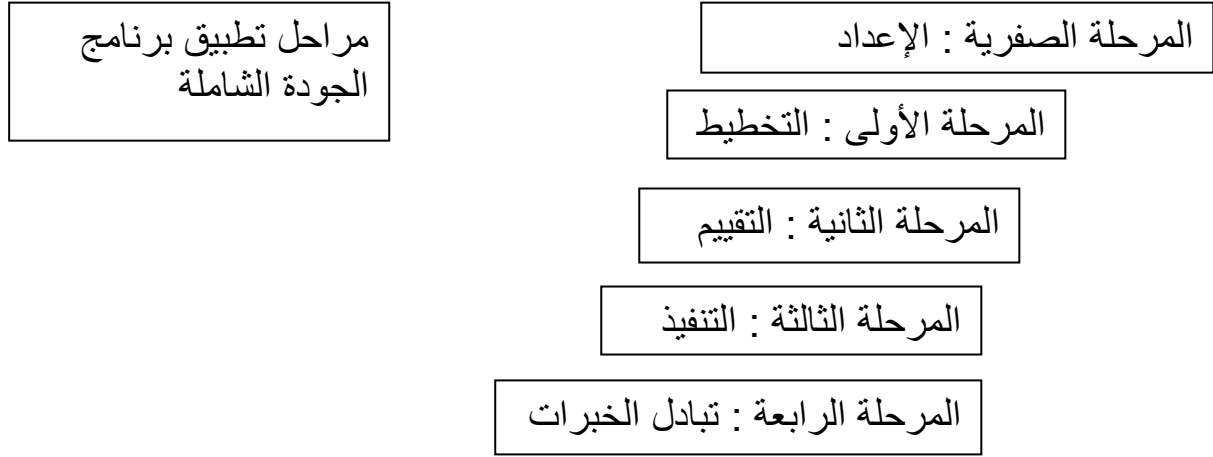 المرحلة الصفرية : الإعداد
مراحل تطبيق برنامج
الجودة الشاملة
المرحلة الأولى : التخطيط
المرحلة الثانية : التقييم
المرحلة الثالثة : التنفيذ
المرحلة الرابعة : تبادل الخبرات